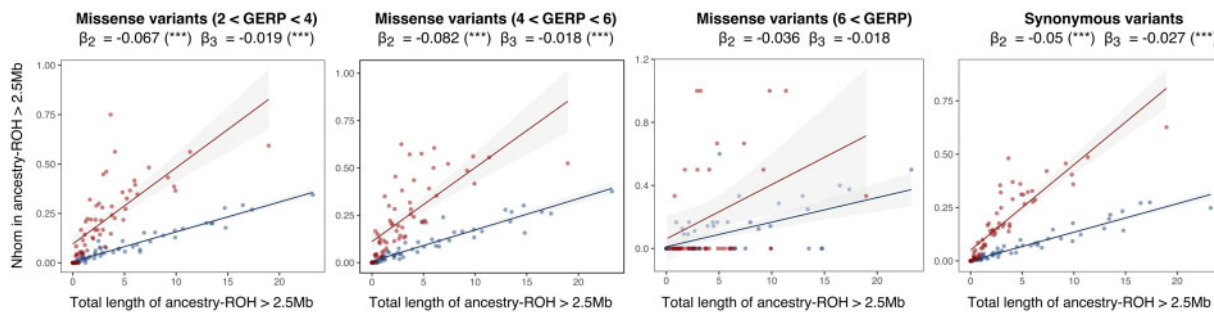 Missense variants (2 < GERP < 4)
β2 = -0.067 (***) β3 = -0.019 (***)
Missense variants (4 < GERP < 6)
β2 = -0.082 (***) β3 = -0.018 (***)
Missense variants (6 < GERP)
β2 = -0.036 β3 = -0.018
Synonymous variants
β2 = -0.05 (***) β3 = -0.027 (***)
Nhom in ancestry-ROH > 2.5Mb
1.00
0.75
0.50
0.25
0.00
0 5 10 15 20
Total length of ancestry-ROH > 2.5Mb
1.00
0.75
0.50
0.25
0.00
0 5 10 15 20
Total length of ancestry-ROH > 2.5Mb
1.2
0.8
0.4
0.0
0 5 10 15 20
Total length of ancestry-ROH > 2.5Mb
0.75
0.50
0.25
0.00
0 5 10 15 20
Total length of ancestry-ROH > 2.5Mb